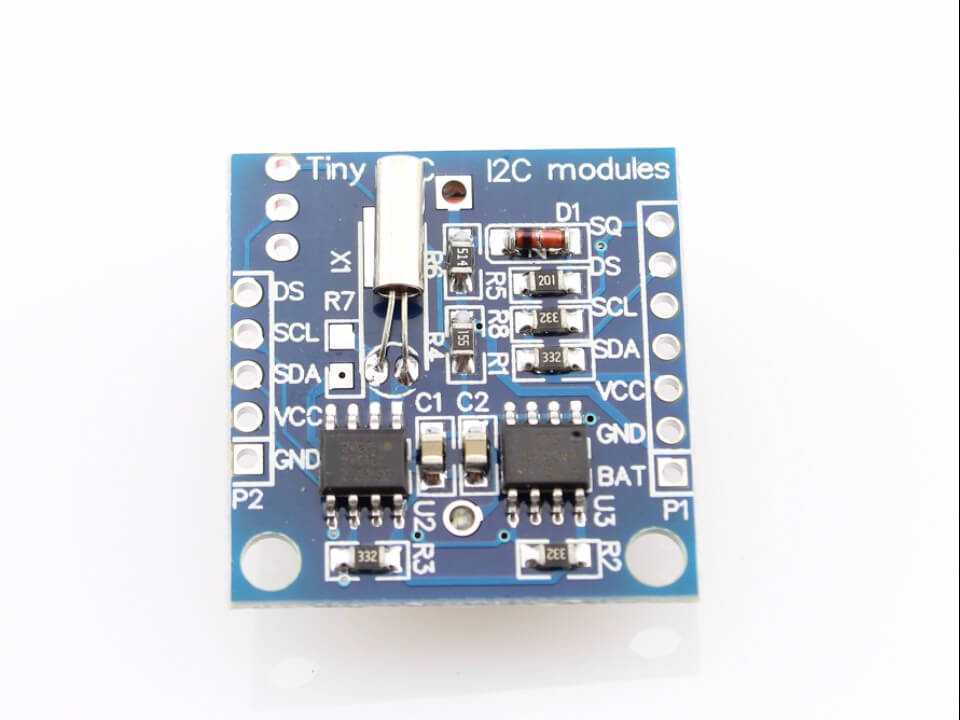 Tiny C I2C modules
D1
SQ
DS
SCL
SDA
VCC
GND
BAT
P1
X1
R7
R6
514
R5
201
R8
332
R4
155
R1
332
DS
SCL
SDA
VCC
GND
P2
C1 C2
U2
U3
R3
332
R2
332